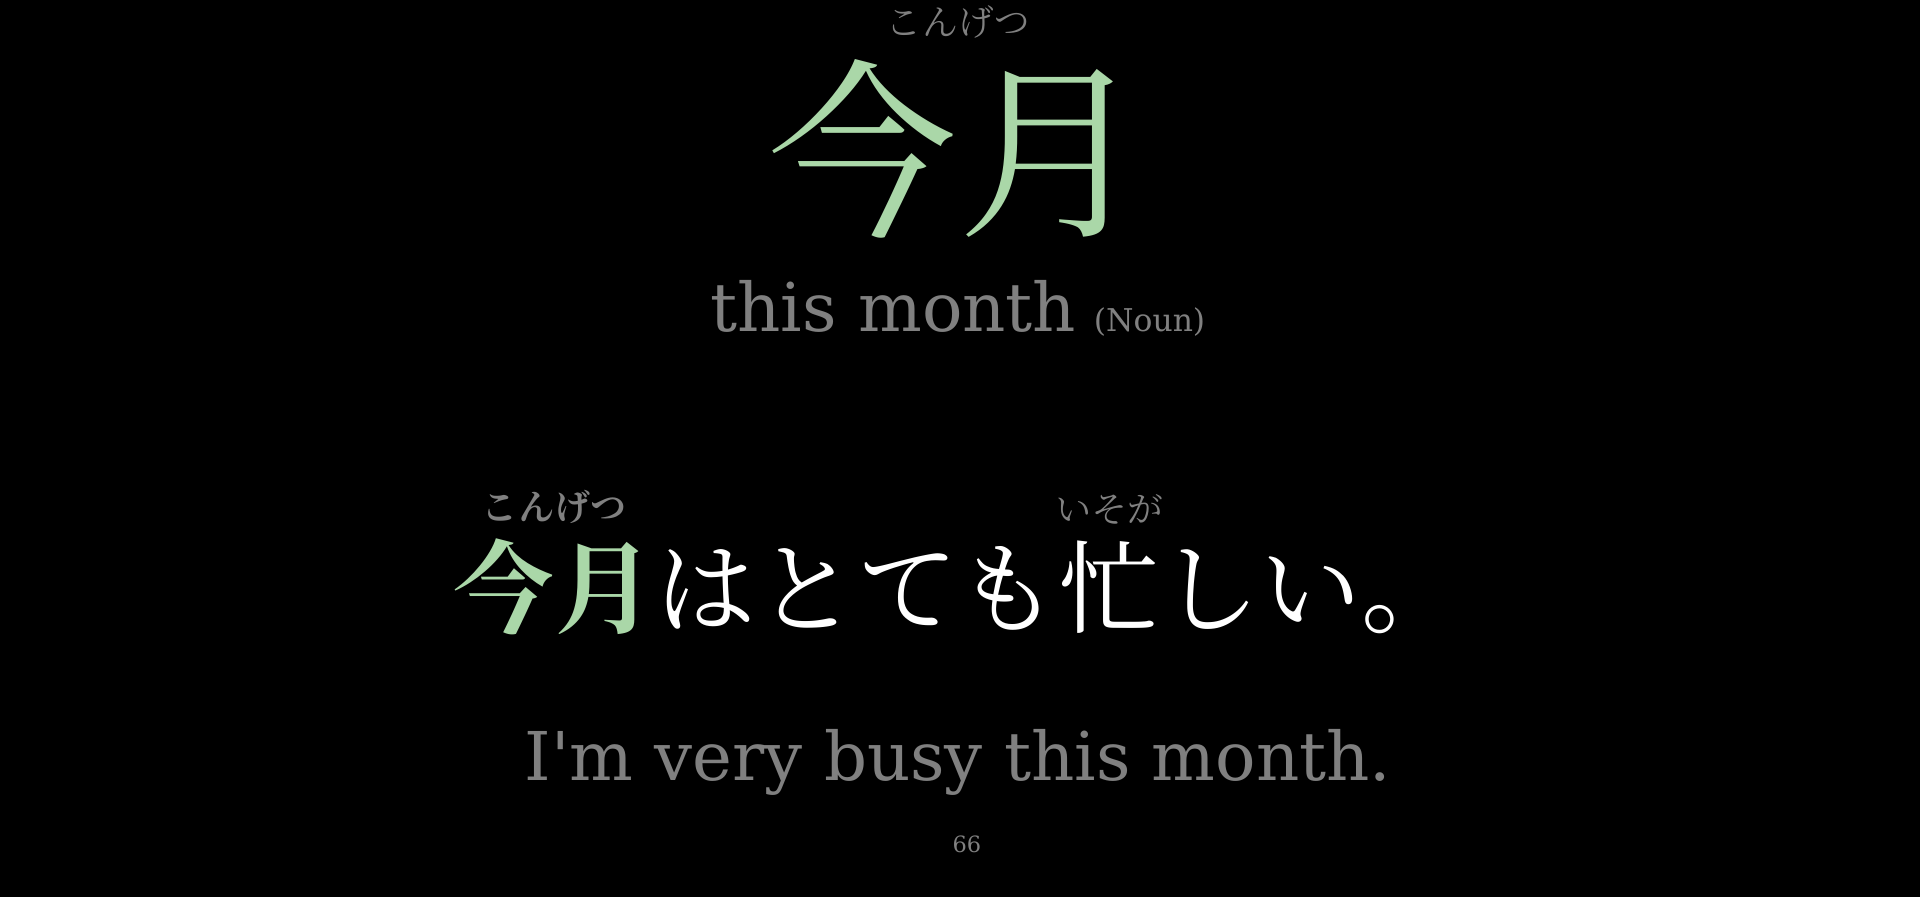 こんげつ
今月
this month (Noun)
こんげつ いそが
今月はとても忙しい。
I'm very busy this month.
66